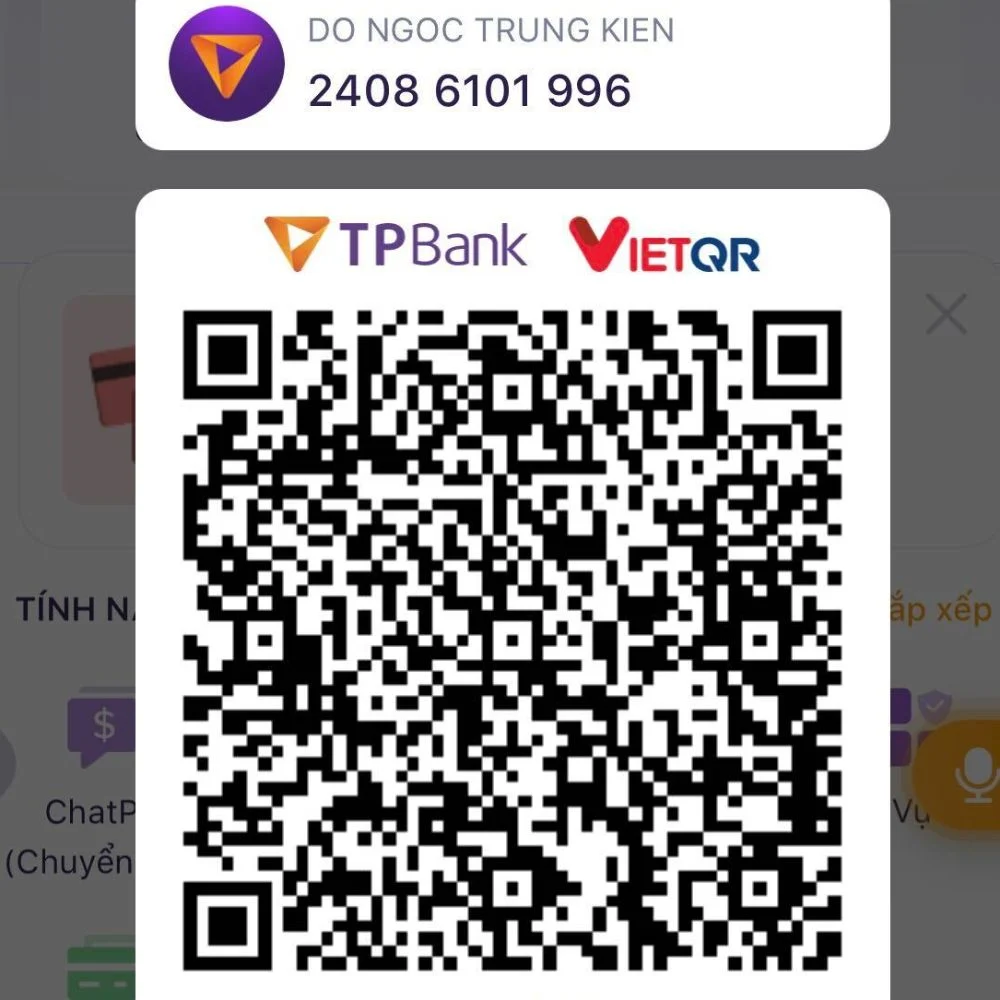 DO NGOC TRUNG KIEN
2408 6101 996
TPBank VIETQR
TÍNH
ắp xếp
$
ChatP
Vụ
(Chuyển